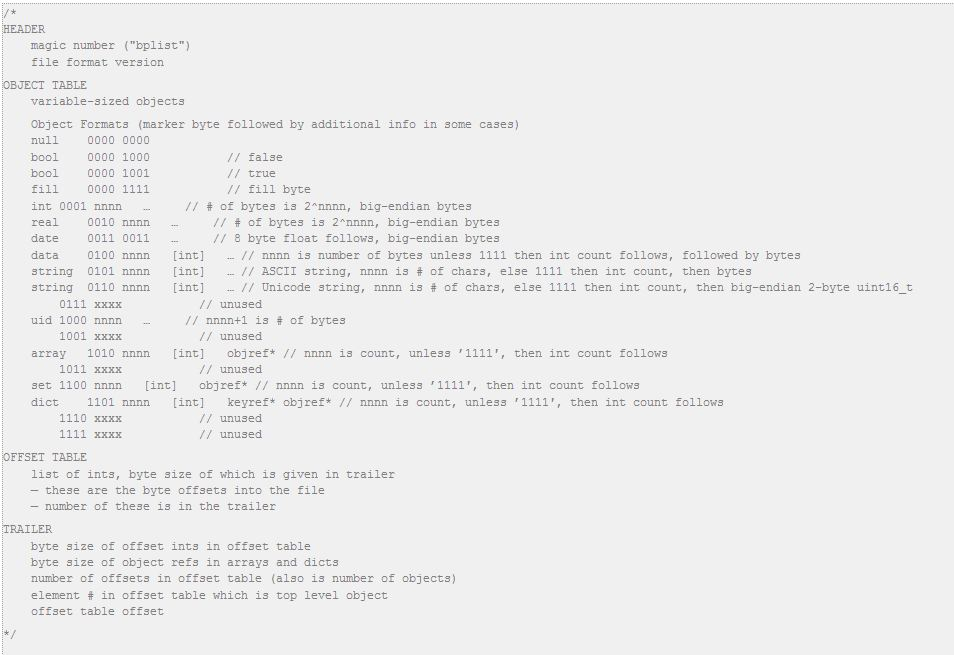 /*
HEADER
magic number ("bplist")
file format version
OBJECT TABLE
variable-sized objects
Object Formats (marker byte followed by additional info in some cases)
null 0000 0000
bool 0000 1000 // false
bool 0000 1001 // true
fill 0000 1111 // fill byte
int 0001 nnnn … // # of bytes is 2^nnnn, big-endian bytes
real 0010 nnnn … // # of bytes is 2^nnnn, big-endian bytes
date 0011 0011 … // 8 byte float follows, big-endian bytes
data 0100 nnnn [int] … // nnnn is number of bytes unless 1111 then int count follows, followed by bytes
string 0101 nnnn [int] … // ASCII string, nnnn is # of chars, else 1111 then int count, then bytes
string 0110 nnnn [int] … // Unicode string, nnnn is # of chars, else 1111 then int count, then big-endian 2-byte uint16_t
0111 xxxx // unused
uid 1000 nnnn … // nnnn+1 is # of bytes
1001 xxxx // unused
array 1010 nnnn [int] objref* // nnnn is count, unless ’1111′, then int count follows
1011 xxxx // unused
set 1100 nnnn [int] objref* // nnnn is count, unless ’1111′, then int count follows
dict 1101 nnnn [int] keyref* objref* // nnnn is count, unless ’1111′, then int count follows
1110 xxxx // unused
1111 xxxx // unused
OFFSET TABLE
list of ints, byte size of which is given in trailer
– these are the byte offsets into the file
– number of these is in the trailer
TRAILER
byte size of offset ints in offset table
byte size of object refs in arrays and dicts
number of offsets in offset table (also is number of objects)
element # in offset table which is top level object
offset table offset
*/